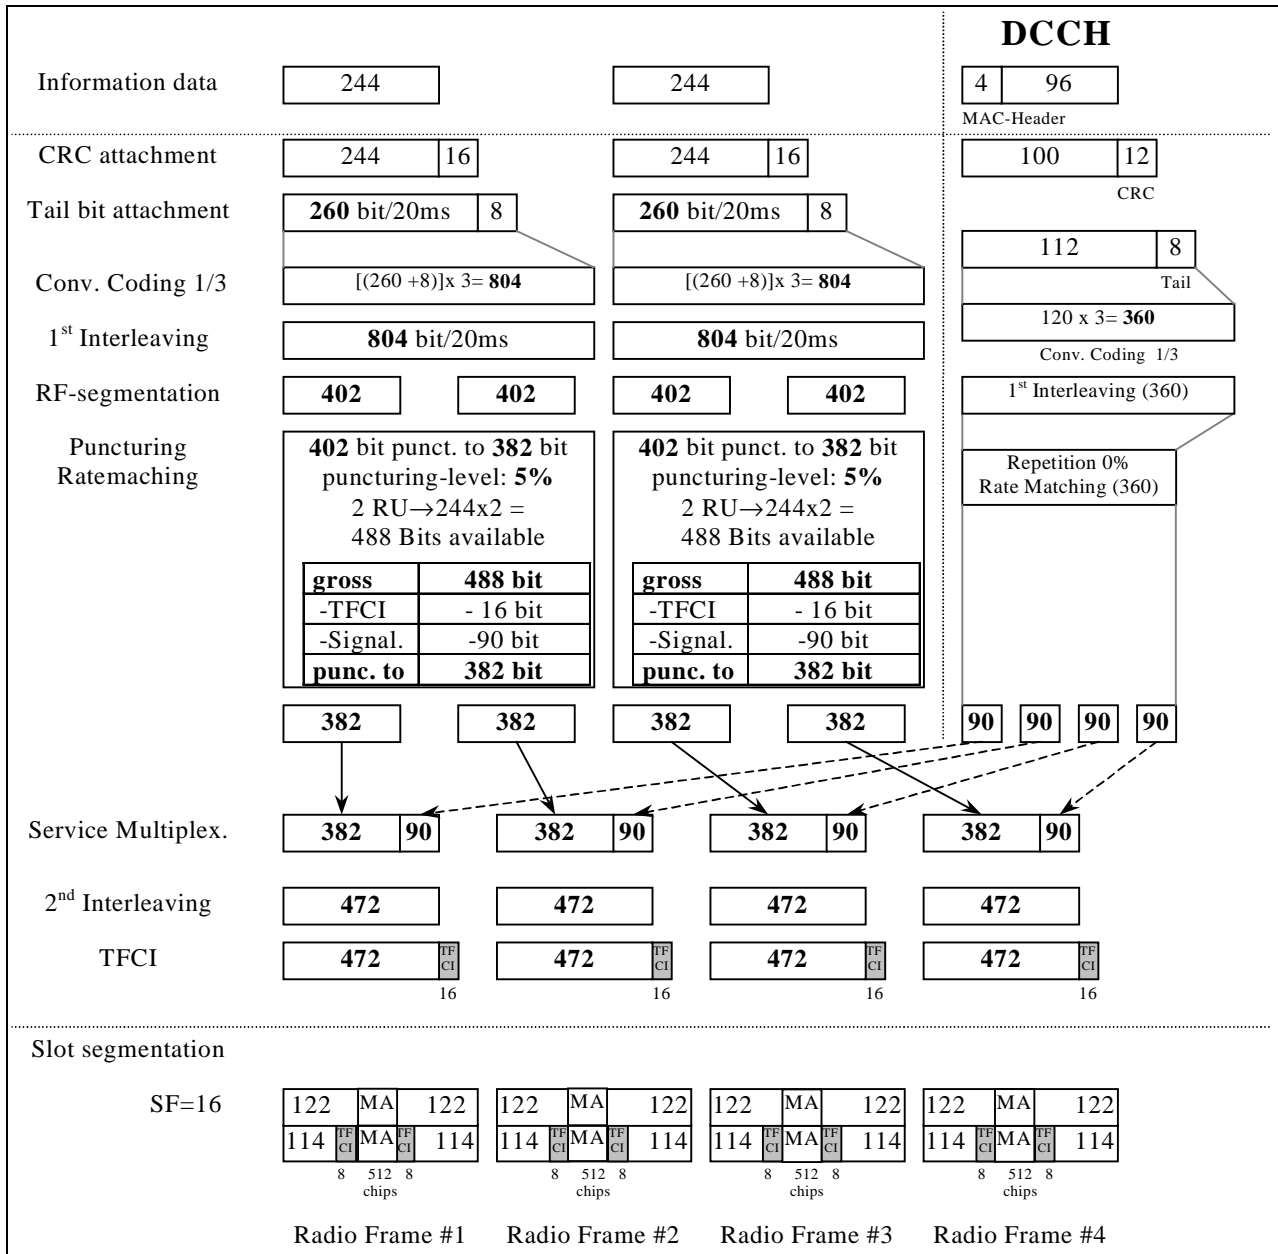 DCCH
Information data 244 244 4 96
MAC-Header
CRC attachment 244 16 244 16 100 12
CRC
Tail bit attachment 260 bit/20ms 8 260 bit/20ms 8
112 8
Tail
Conv. Coding 1/3 [(260 +8)]x 3= 804 [(260 +8)]x 3= 804
120 x 3= 360
Conv. Coding 1/3
1st Interleaving 804 bit/20ms 804 bit/20ms
RF-segmentation 402 402 402 402
1st Interleaving (360)
Puncturing
Ratemaching
402 bit punct. to 382 bit
puncturing-level: 5%
2 RU→244x2 =
488 Bits available
gross 488 bit
-TFCI - 16 bit
-Signal. -90 bit
punc. to 382 bit
402 bit punct. to 382 bit
puncturing-level: 5%
2 RU→244x2 =
488 Bits available
gross 488 bit
-TFCI - 16 bit
-Signal. -90 bit
punc. to 382 bit
Repetition 0%
Rate Matching (360)
382 382 382 382 90 90 90 90
Service Multiplex. 382 90 382 90 382 90 382 90
2nd Interleaving 472 472 472 472
TFCI 472 TF CI 472 TF CI 472 TF CI 472 TF CI
16 16 16 16
Slot segmentation
SF=16 122 MA 122 122 MA 122 122 MA 122 122 MA 122
114 TF CI MA TF CI 114 114 TF CI MA TF CI 114 114 TF CI MA TF CI 114 114 TF CI MA TF CI 114
8 512 8 8 512 8 8 512 8 8 512 8
chips chips chips chips
Radio Frame #1 Radio Frame #2 Radio Frame #3 Radio Frame #4